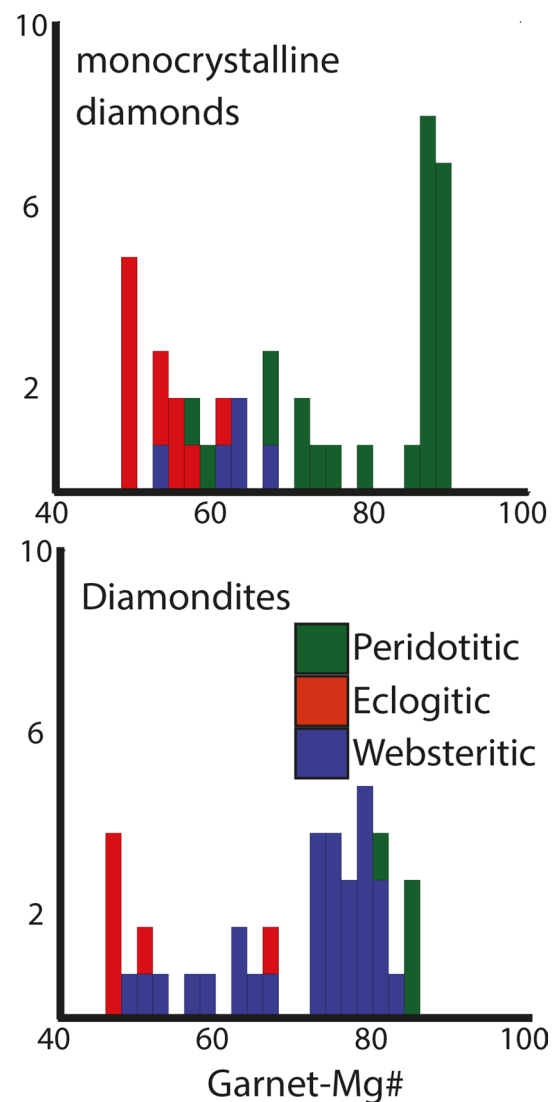 10
monocrystalline
diamonds
6
2
40 60 80 100
10
Diamondites
Peridotitic
Eclogitic
Websteritic
6
2
40 60 80 100
Garnet-Mg#